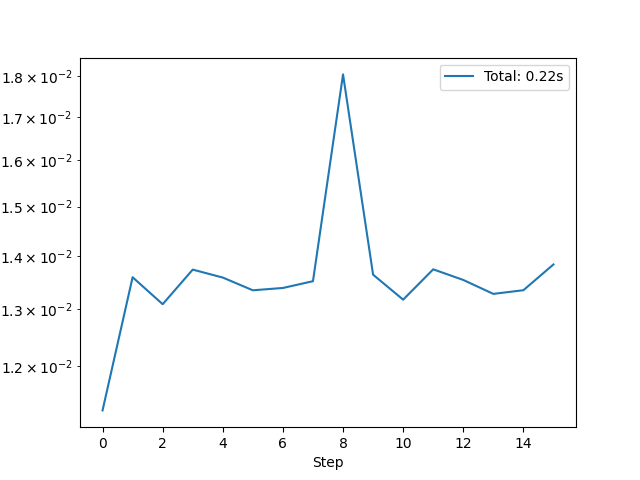 1.8 × 10⁻²
1.7 × 10⁻²
1.6 × 10⁻²
1.5 × 10⁻²
1.4 × 10⁻²
1.3 × 10⁻²
1.2 × 10⁻²
Total: 0.22s
0 2 4 6 8 10 12 14
Step